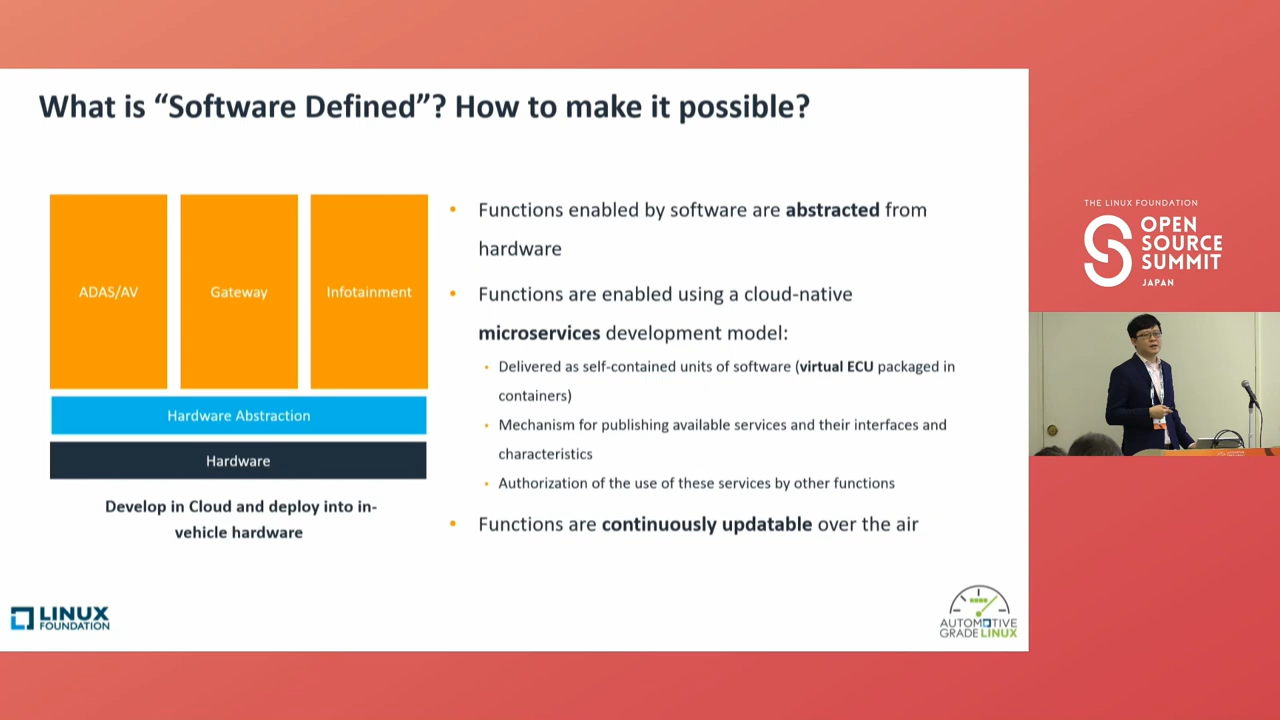 What is “Software Defined”? How to make it possible?
ADAS/AV
Gateway
Infotainment
Hardware Abstraction
Hardware
Develop in Cloud and deploy into in-
vehicle hardware
• Functions enabled by software are abstracted from
hardware
• Functions are enabled using a cloud-native
microservices development model:
• Delivered as self-contained units of software (virtual ECU packaged in
containers)
• Mechanism for publishing available services and their interfaces and
characteristics
• Authorization of the use of these services by other functions
• Functions are continuously updatable over the air
LINUX
FOUNDATION
AUTOMOTIVE
GRADELINUX
THE LINUX FOUNDATION
OPEN
SOURCE
SUMMIT
JAPAN